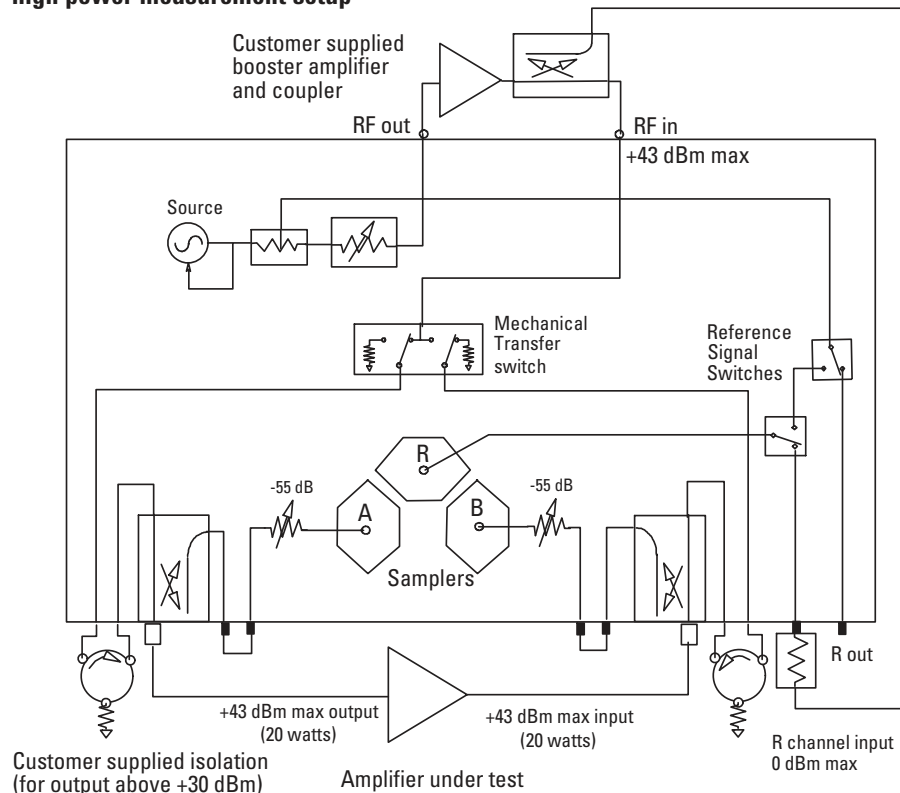 High power measurement setup
Customer supplied
booster amplifier
and coupler
RF out
RF in
+43 dBm max
Source
Mechanical
Transfer
switch
Reference
Signal
Switches
R
-55 dB
A
B
-55 dB
Samplers
R out
+43 dBm max output
(20 watts)
+43 dBm max input
(20 watts)
R channel input
0 dBm max
Customer supplied isolation
(for output above +30 dBm)
Amplifier under test